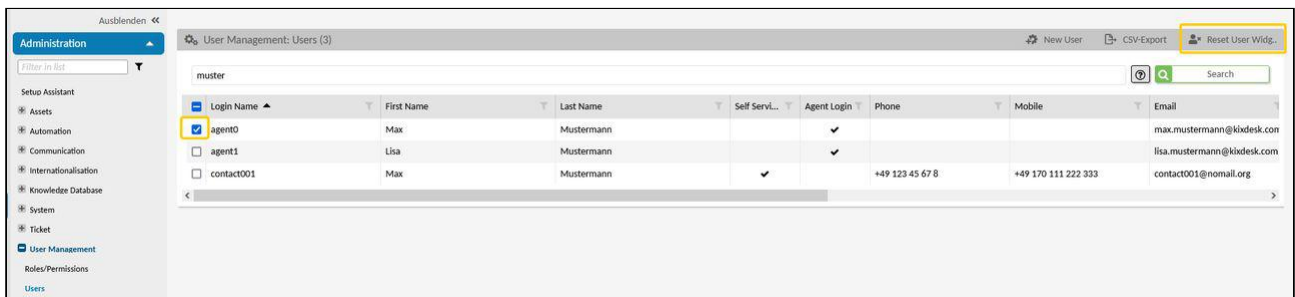 Ausblenden «
Administration
Filter in list
Setup Assistant
Assets
Automation
Communication
Internationalisation
Knowledge Database
System
Ticket
User Management
Roles/Permissions
Users
User Management: Users (3) New User CSV-Export Reset User Widg..
muster Search
Login Name First Name Last Name Self Servi... Agent Login Phone Mobile Email
agent0 Max Mustermann max.mustermann@kixdesk.com
agent1 Lisa Mustermann lisa.mustermann@kixdesk.com
contact001 Max Mustermann +49 123 45 67 8 +49 170 111 222 333 contact001@nomail.org